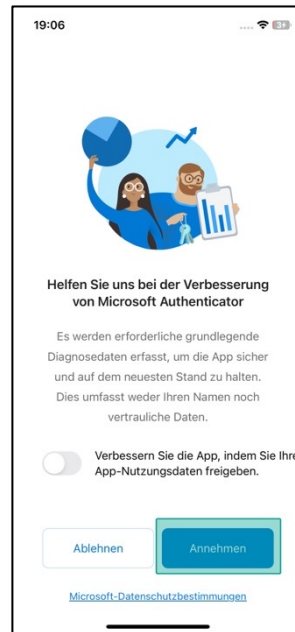 19:06
Helfen Sie uns bei der Verbesserung
von Microsoft Authenticator
Es werden erforderliche grundlegende
Diagnosedaten erfasst, um die App sicher
und auf dem neuesten Stand zu halten.
Dies umfasst weder Ihren Namen noch
vertrauliche Daten.
Verbessern Sie die App, indem Sie Ihre
App-Nutzungsdaten freigeben.
Ablehnen
Annehmen
Microsoft-Datenschutzbestimmungen